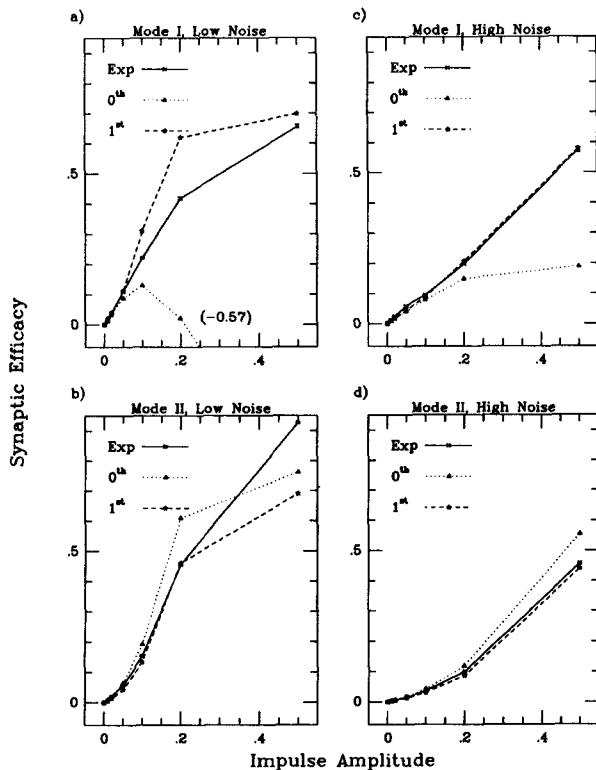 a)
Mode I, Low Noise
Exp
0th
1st
.5
0
(-0.57)
0
.2
.4
c)
Mode I, High Noise
Exp
0th
1st
.5
0
0
.2
.4
b)
Mode II, Low Noise
Exp
0th
1st
.5
0
0
.2
.4
d)
Mode II, High Noise
Exp
0th
1st
.5
0
0
.2
.4
Synaptic Efficacy
Impulse Amplitude